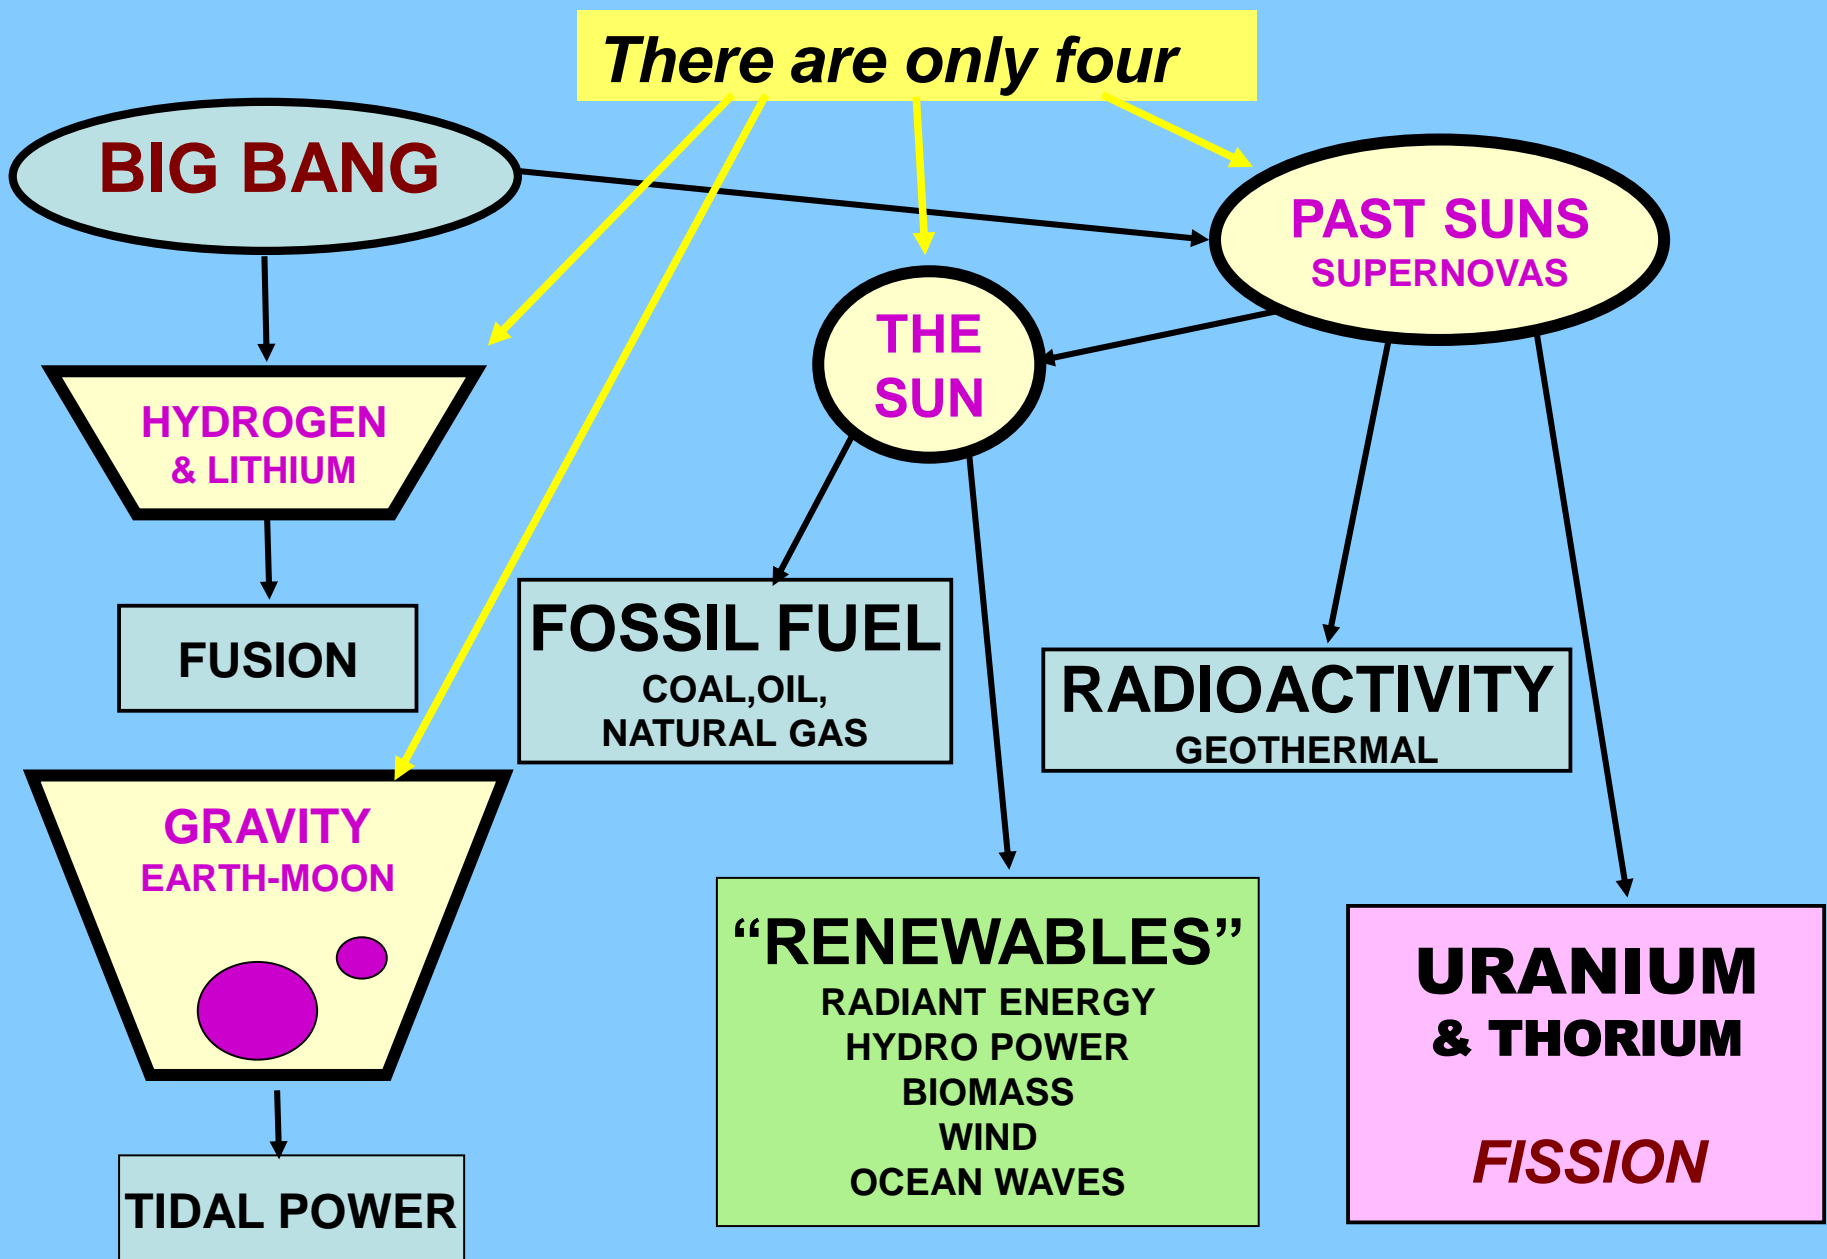 There are only four
BIG BANG
PAST SUNS
SUPERNOVAS
THE
SUN
HYDROGEN
& LITHIUM
FUSION
FOSSIL FUEL
COAL,OIL,
NATURAL GAS
RADIOACTIVITY
GEOTHERMAL
GRAVITY
EARTH-MOON
“RENEWABLES”
RADIANT ENERGY
HYDRO POWER
BIOMASS
WIND
OCEAN WAVES
URANIUM
& THORIUM
FISSION
TIDAL POWER